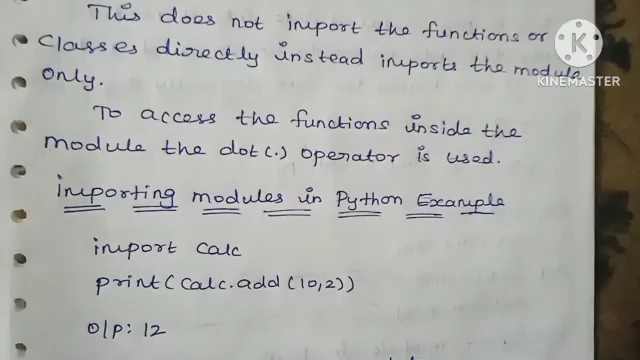 This does not import the functions or
classes directly instead imports the module
only.
To access the functions inside the
module the dot(.) operator is used.
importing modules in Python Example
import calc
print(calc.add(10,2))
O/P: 12
K
KINEMASTER